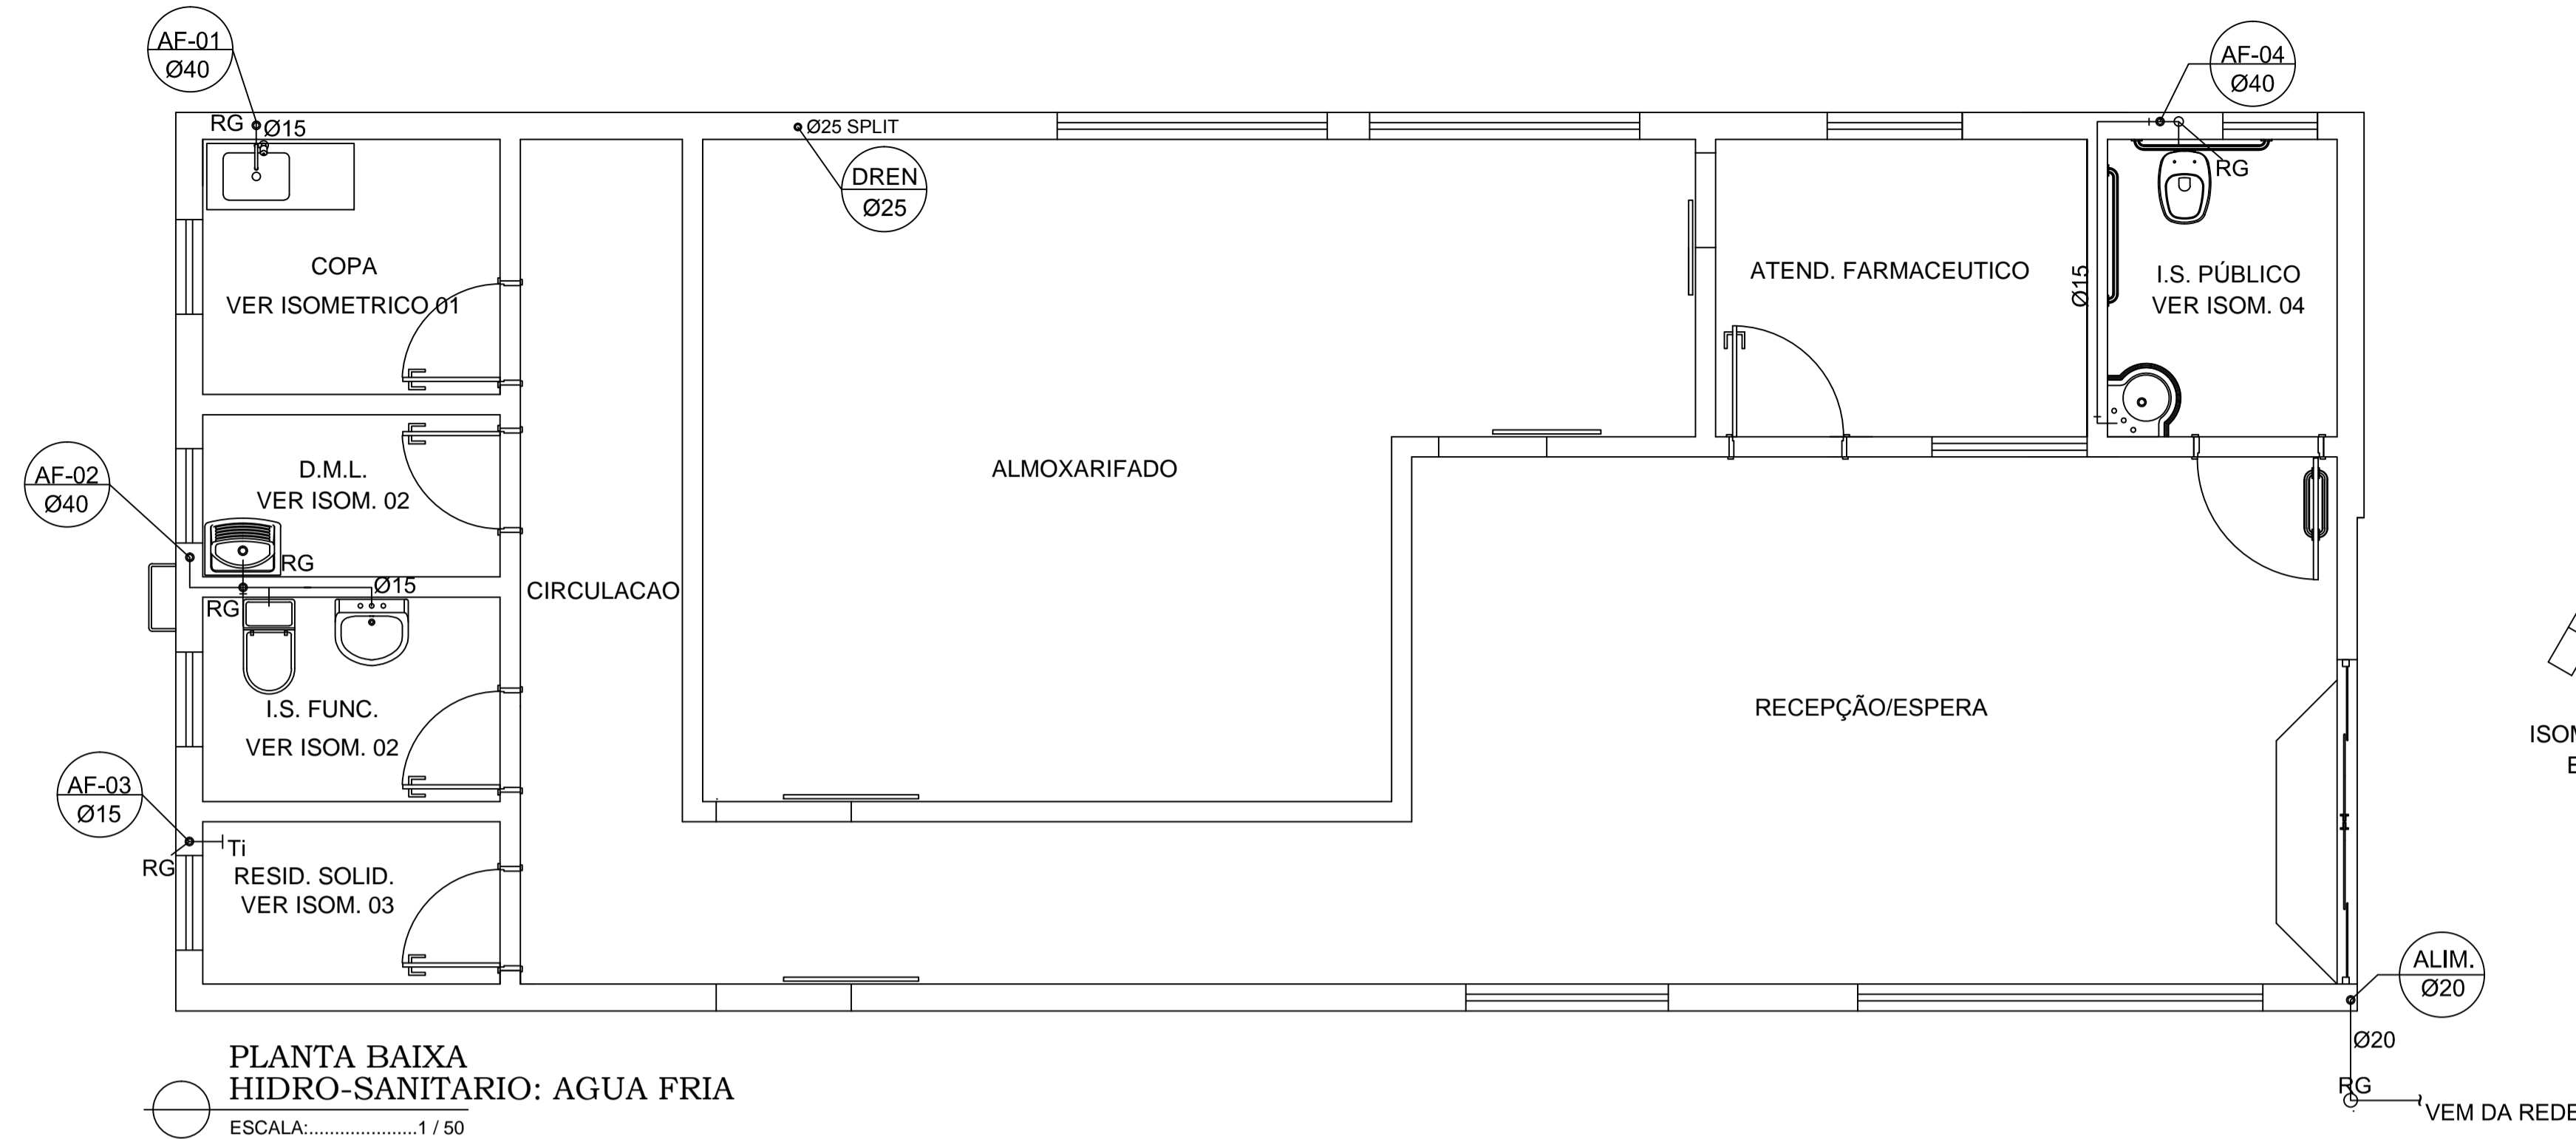 AF-01
Ø40
AF-04
Ø40
RG
Ø15
Ø25 SPLIT
DREN
Ø25
RG
COPA
VER ISOMETRICO 01
ATEND. FARMACEUTICO
Ø15
I.S. PÚBLICO
VER ISOM. 04
AF-02
Ø40
D.M.L.
VER ISOM. 02
ALMOXARIFADO
RG
Ø15
RG
CIRCULACAO
I.S. FUNC.
VER ISOM. 02
RECEPÇÃO/ESPERA
AF-03
Ø15
RG
Ti
RESID. SOLID.
VER ISOM. 03
ALIM.
Ø20
Ø20
RG
VEM DA REDE
PLANTA BAIXA
HIDRO-SANITARIO: AGUA FRIA
ESCALA:.....................1 / 50